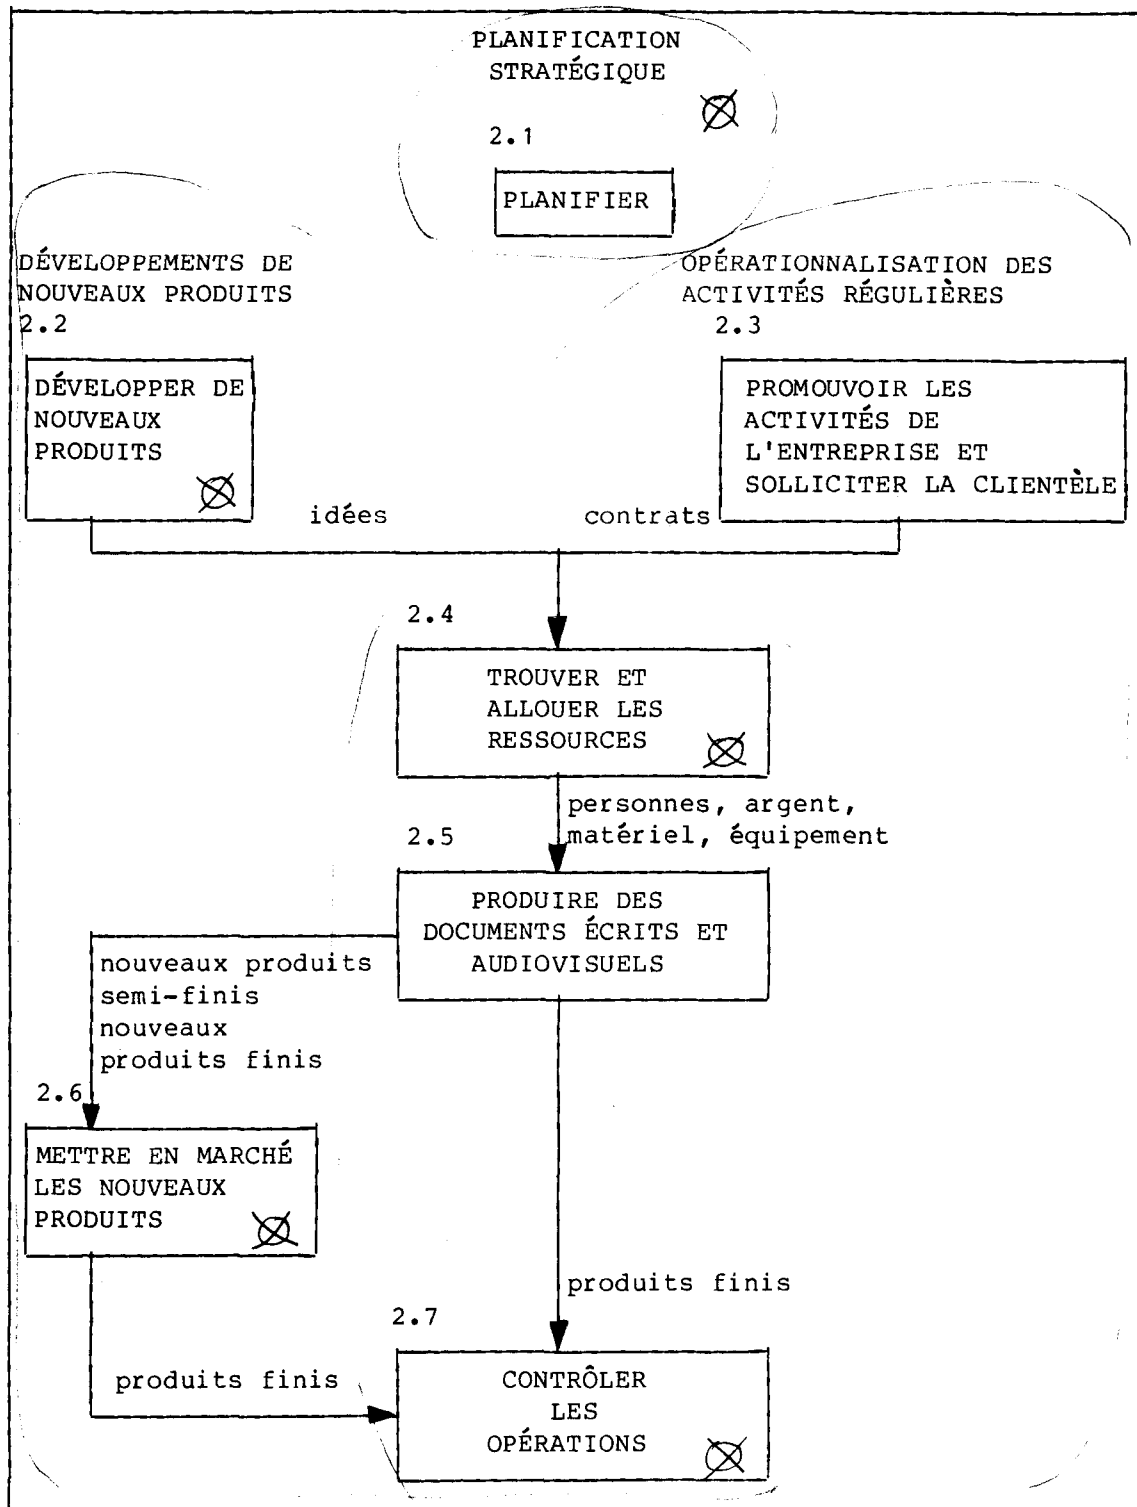 PLANIFICATION
STRATÉGIQUE
2.1
PLANIFIER
DÉVELOPPEMENTS DE
NOUVEAUX PRODUITS
2.2
DÉVELOPPER DE
NOUVEAUX
PRODUITS
OPÉRATIONNALISATION DES
ACTIVITÉS RÉGULIÈRES
2.3
PROMOUVOIR LES
ACTIVITÉS DE
L'ENTREPRISE ET
SOLLICITER LA CLIENTÈLE
idées
contrats
2.4
TROUVER ET
ALLOUER LES
RESSOURCES
personnes, argent,
matériel, équipement
2.5
PRODUIRE DES
DOCUMENTS ÉCRITS ET
AUDIOVISUELS
nouveaux produits
semi-finis
nouveaux
produits finis
2.6
METTRE EN MARCHÉ
LES NOUVEAUX
PRODUITS
produits finis
produits finis
2.7
CONTRÔLER
LES
OPÉRATIONS